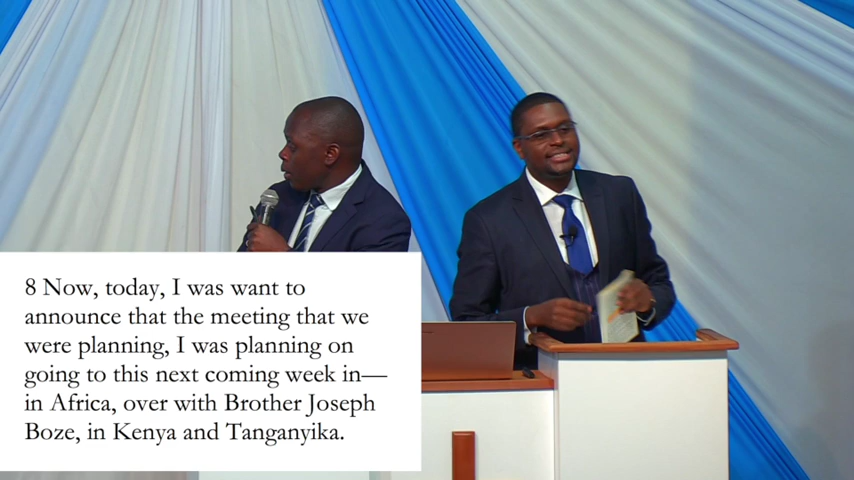 8 Now, today, I was want to
announce that the meeting that we
were planning, I was planning on
going to this next coming week in—
in Africa, over with Brother Joseph
Boze, in Kenya and Tanganyika.